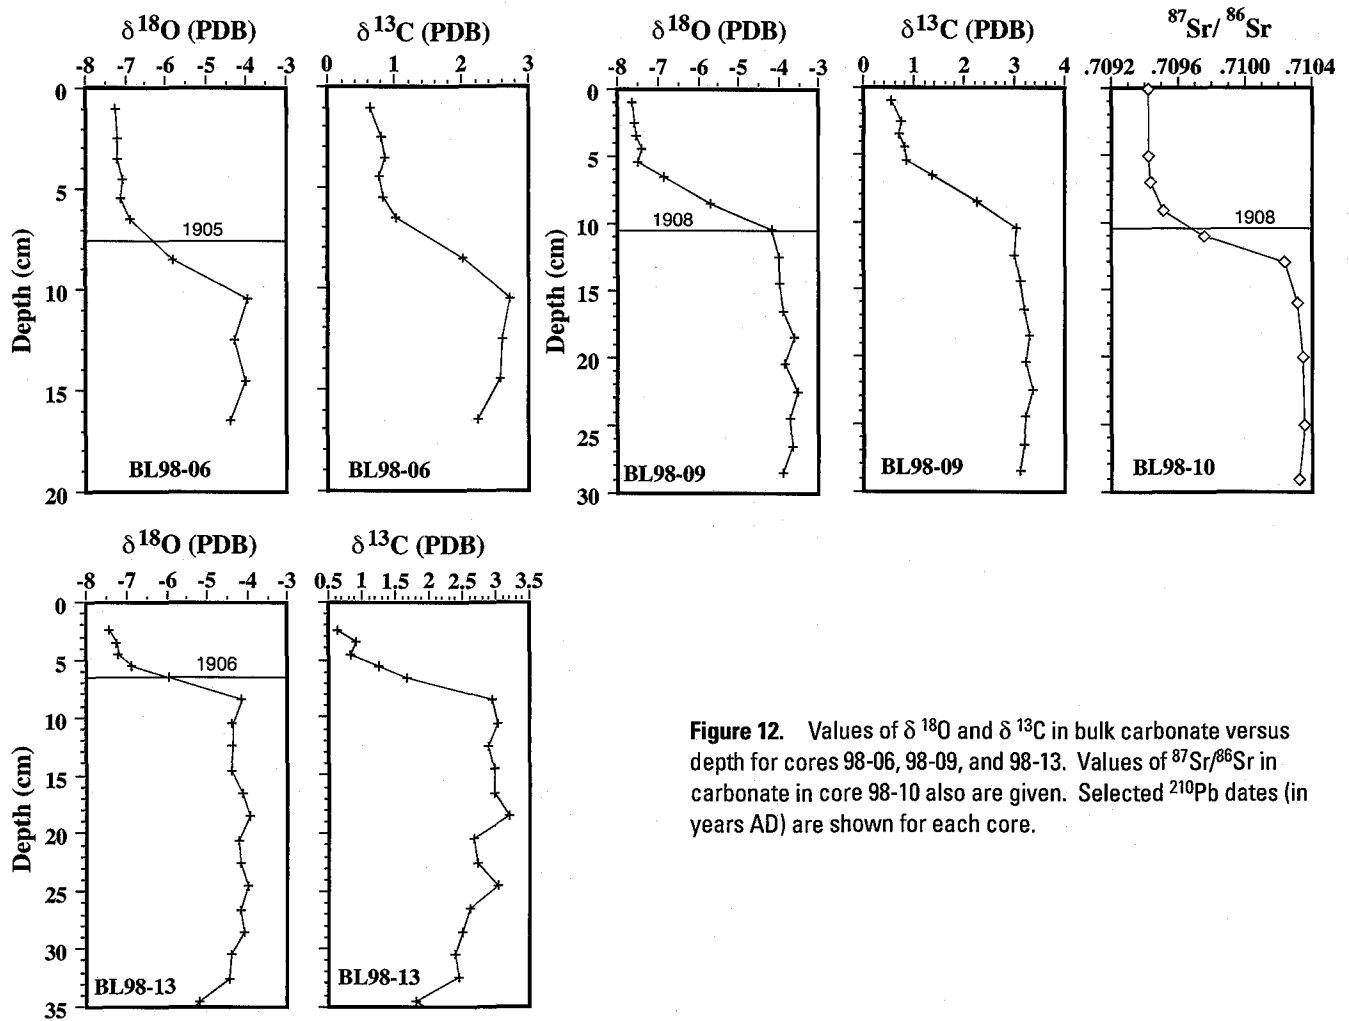 δ 18O (PDB)
-8 -7 -6 -5 -4 -3
0
5
10
15
20
Depth (cm)
1905
BL98-06
δ 13C (PDB)
0 1 2 3
BL98-06
δ 18O (PDB)
-8 -7 -6 -5 -4 -3
0
5
10
15
20
25
30
Depth (cm)
1908
BL98-09
δ 13C (PDB)
0 1 2 3 4
BL98-09
87Sr/ 86Sr
.7092 .7096 .7100 .7104
1908
BL98-10
δ 18O (PDB)
-8 -7 -6 -5 -4 -3
0
5
10
15
20
25
30
35
Depth (cm)
1906
BL98-13
δ 13C (PDB)
0.5 1 1.5 2 2.5 3 3.5
BL98-13
Figure 12. Values of δ 18O and δ 13C in bulk carbonate versus
depth for cores 98-06, 98-09, and 98-13. Values of 87Sr/86Sr in
carbonate in core 98-10 also are given. Selected 210Pb dates (in
years AD) are shown for each core.